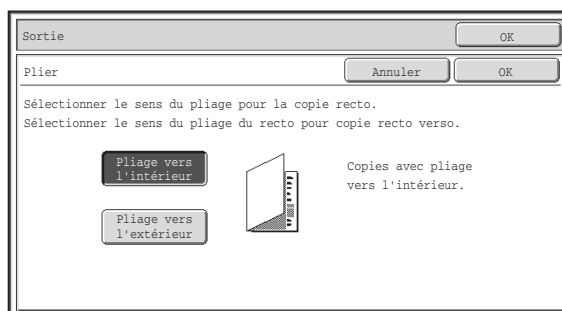 Sortie
OK
Plier
Annuler
OK
Sélectionner le sens du pliage pour la copie recto.
Sélectionner le sens du pliage du recto pour copie recto verso.
Pliage vers
l'intérieur
Copies avec pliage
vers l'intérieur.
Pliage vers
l'extérieur